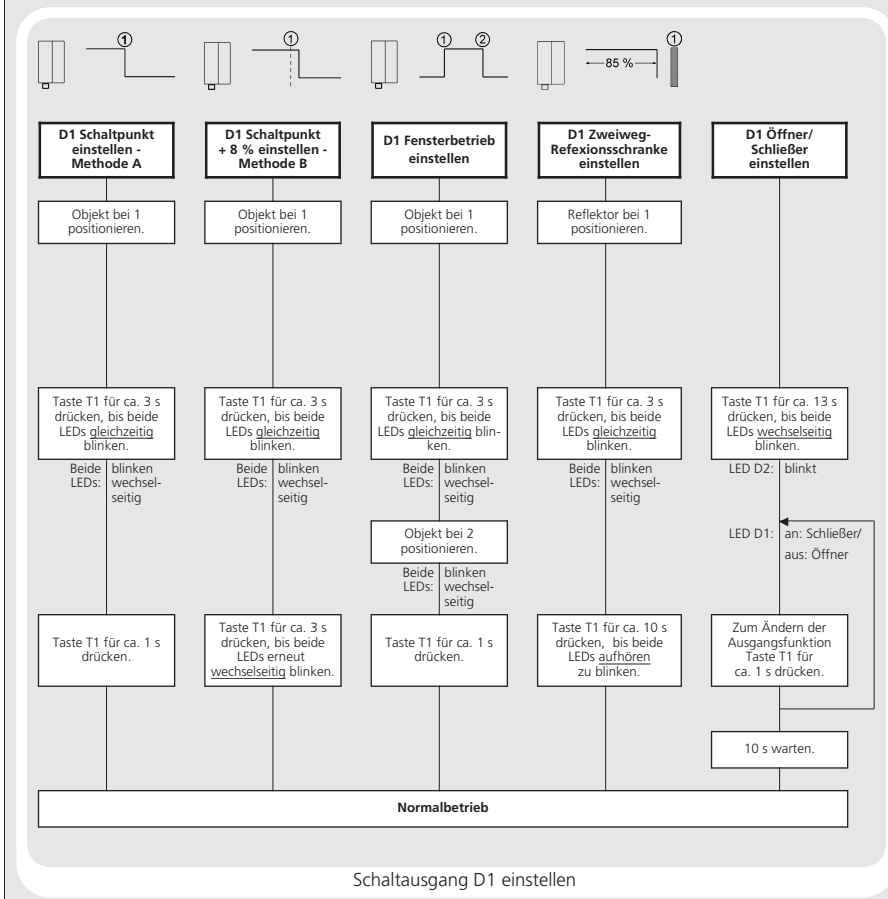 1
1
1 2
85 %
1
D1 Schaltpunkt
einstellen -
Methode A
D1 Schaltpunkt
+ 8 % einstellen -
Methode B
D1 Fensterbetrieb
einstellen
D1 Zweiweg-
Refexionsschranke
einstellen
D1 Öffner/
Schließer
einstellen
Objekt bei 1
positionieren.
Objekt bei 1
positionieren.
Objekt bei 1
positionieren.
Reflektor bei 1
positionieren.
Taste T1 für ca. 3 s
drücken, bis beide
LEDs gleichzeitig
blinken.
Taste T1 für ca. 3 s
drücken, bis beide
LEDs gleichzeitig
blinken.
Taste T1 für ca. 3 s
drücken, bis beide
LEDs gleichzeitig blin-
ken.
Taste T1 für ca. 3 s
drücken, bis beide
LEDs gleichzeitig
blinken.
Taste T1 für ca. 13 s
drücken, bis beide
LEDs wechselseitig
blinken.
Beide blinken
LEDs: wechsel-
seitig
Beide blinken
LEDs: wechsel-
seitig
Beide blinken
LEDs: wechsel-
seitig
Beide blinken
LEDs: wechsel-
seitig
LED D2: blinkt
Objekt bei 2
positionieren.
LED D1: an: Schließer/
aus: Öffner
Beide blinken
LEDs: wechsel-
seitig
Taste T1 für ca. 1 s
drücken.
Taste T1 für ca. 3 s
drücken, bis beide
LEDs erneut
wechselseitig blinken.
Taste T1 für ca. 1 s
drücken.
Taste T1 für ca. 10 s
drücken, bis beide
LEDs aufhören
zu blinken.
Zum Ändern der
Ausgangsfunktion
Taste T1 für
ca. 1 s drücken.
10 s warten.
Normalbetrieb
Schaltausgang D1 einstellen